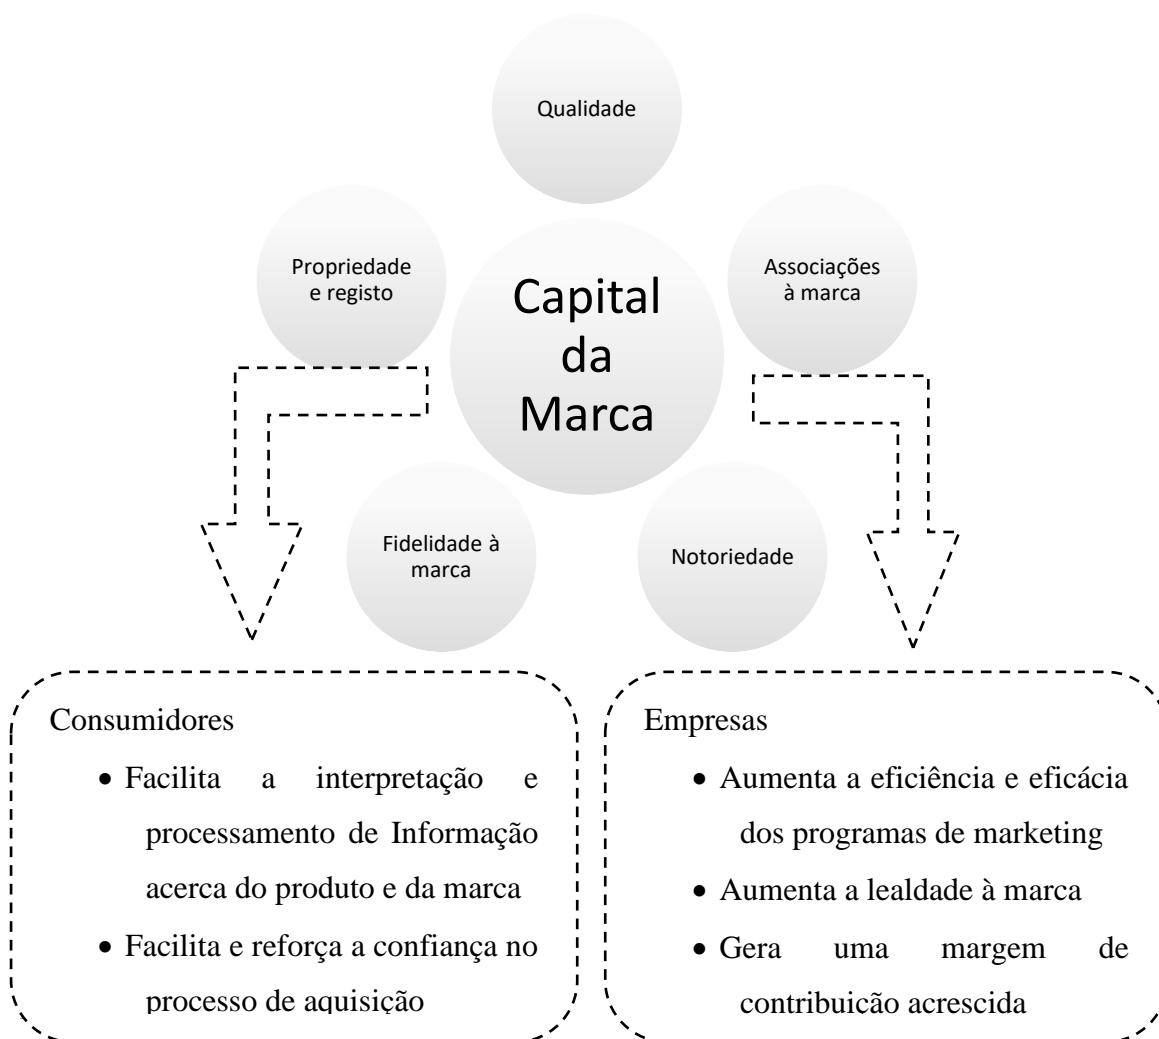 Qualidade
Propriedade
e registo
Associações
à marca
Capital
da
Marca
Fidelidade à
marca
Notoriedade
Consumidores
• Facilita a interpretação e
processamento de Informação
acerca do produto e da marca
• Facilita e reforça a confiança no
processo de aquisição
Empresas
• Aumenta a eficiência e eficácia
dos programas de marketing
• Aumenta a lealdade à marca
• Gera uma margem de
contribuição acrescida